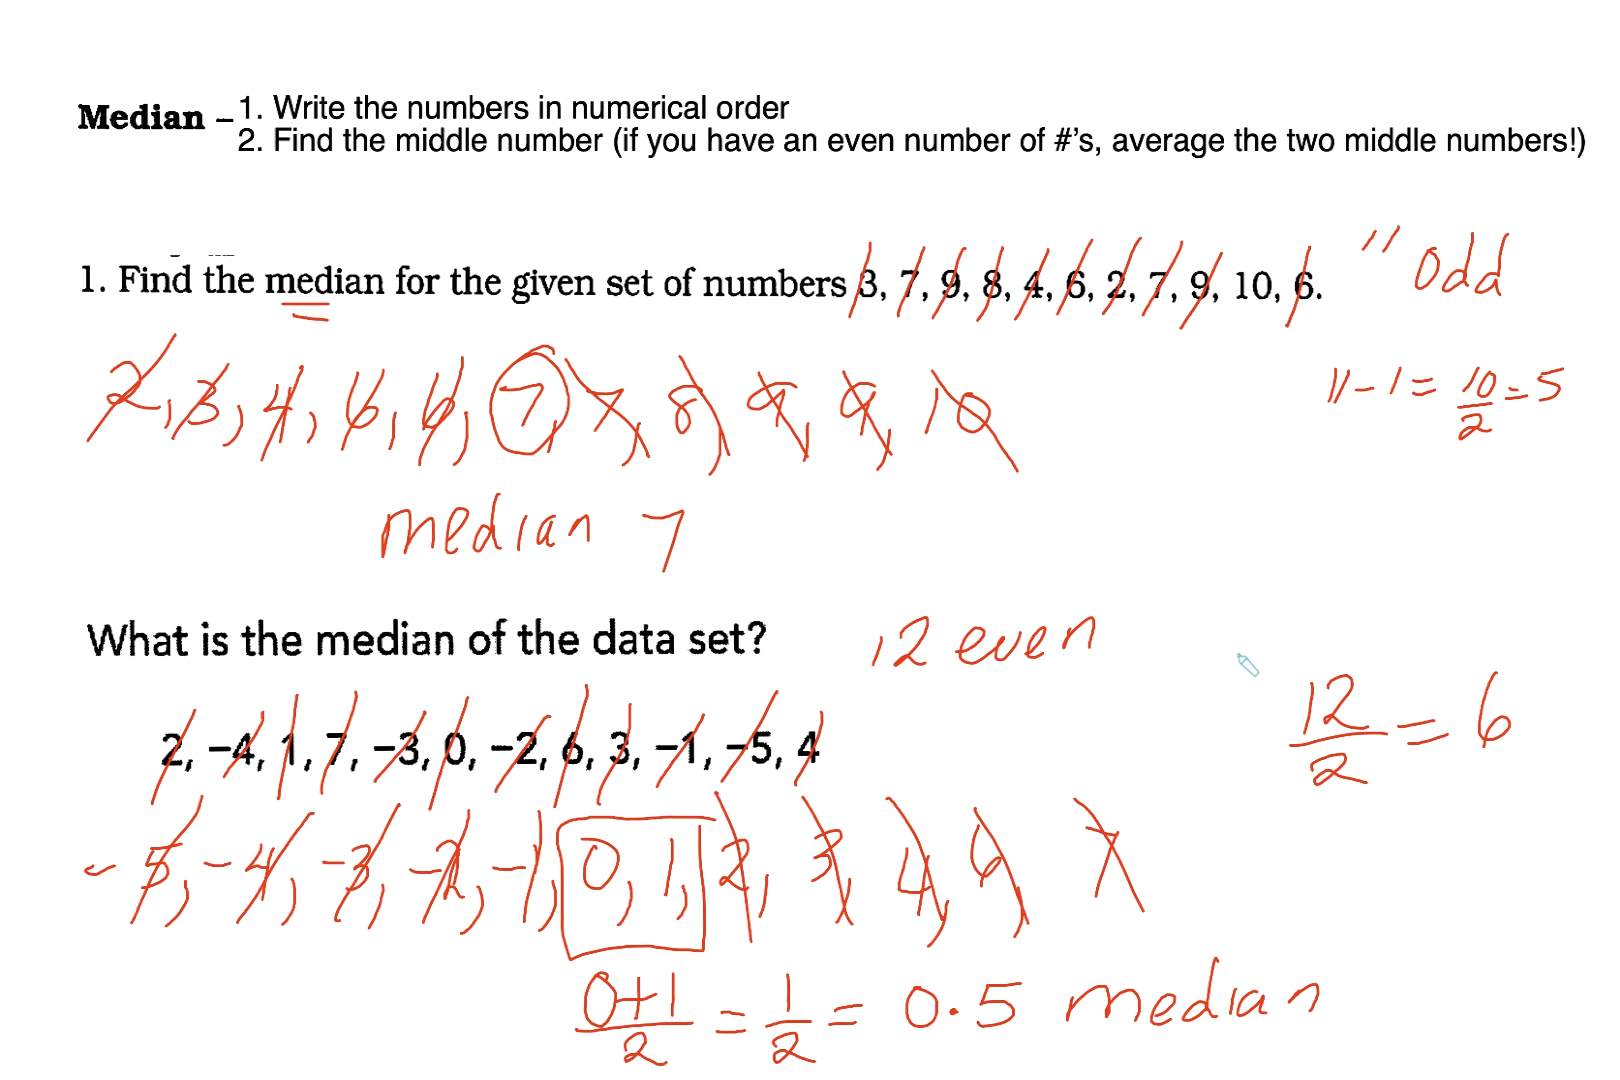 Median – 1. Write the numbers in numerical order
2. Find the middle number (if you have an even number of #'s, average the two middle numbers!)
1. Find the median for the given set of numbers 3, 7, 9, 8, 4, 6, 2, 7, 9, 10, 6. 11 odd
2, 3, 4, 6, 6, 7, 7, 8, 9, 9, 10
11 - 1 = 10/2 = 5
median 7
What is the median of the data set? 12 even
12/2 = 6
2, −4, 1, 7, −3, 0, −2, 6, 3, −1, −5, 4
-5, -4, -3, -2, -1, 0, 1, 2, 3, 4, 6, 7
0+1/2 = 1/2 = 0.5 median